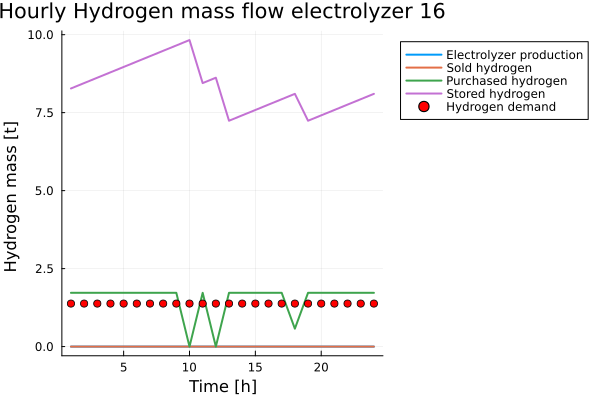 Hourly Hydrogen mass flow electrolyzer 16
Electrolyzer production
Sold hydrogen
Purchased hydrogen
Stored hydrogen
Hydrogen demand
Hydrogen mass [t]
10.0
7.5
5.0
2.5
0.0
5
10
15
20
Time [h]